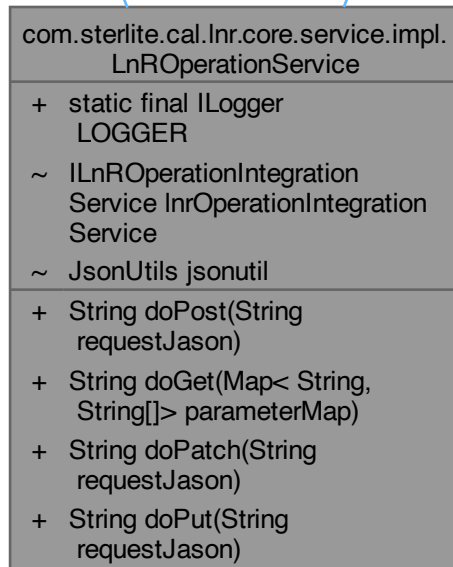 com.sterlite.cal.lnr.core.service.impl.
LnROperationService
+ static final ILogger
LOGGER
~ ILnROperationIntegration
Service lnrOperationIntegration
Service
~ JsonUtils jsonutil
+ String doPost(String
requestJason)
+ String doGet(Map< String,
String[]> parameterMap)
+ String doPatch(String
requestJason)
+ String doPut(String
requestJason)